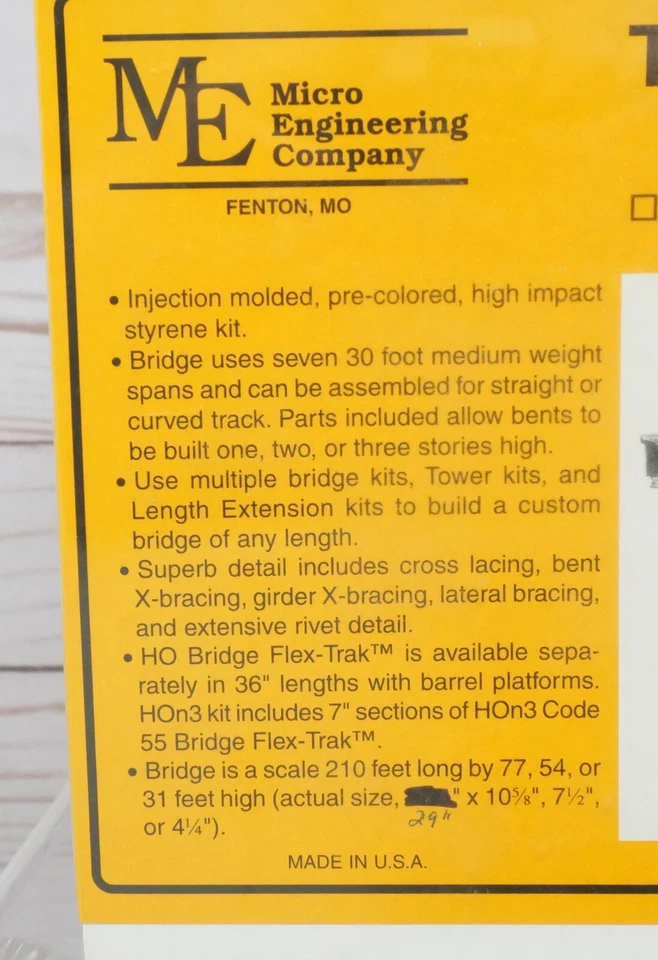 ME
Micro
Engineering
Company
FENTON, MO
• Injection molded, pre-colored, high impact
styrene kit.
• Bridge uses seven 30 foot medium weight
spans and can be assembled for straight or
curved track. Parts included allow bents to
be built one, two, or three stories high.
• Use multiple bridge kits, Tower kits, and
Length Extension kits to build a custom
bridge of any length.
• Superb detail includes cross lacing, bent
X-bracing, girder X-bracing, lateral bracing,
and extensive rivet detail.
• HO Bridge Flex-Trak™ is available sepa-
rately in 36" lengths with barrel platforms.
HOn3 kit includes 7" sections of HOn3 Code
55 Bridge Flex-Trak™.
• Bridge is a scale 210 feet long by 77, 54, or
31 feet high (actual size, " x 10⅝", 7½",
29"
or 4¼").
MADE IN U.S.A.